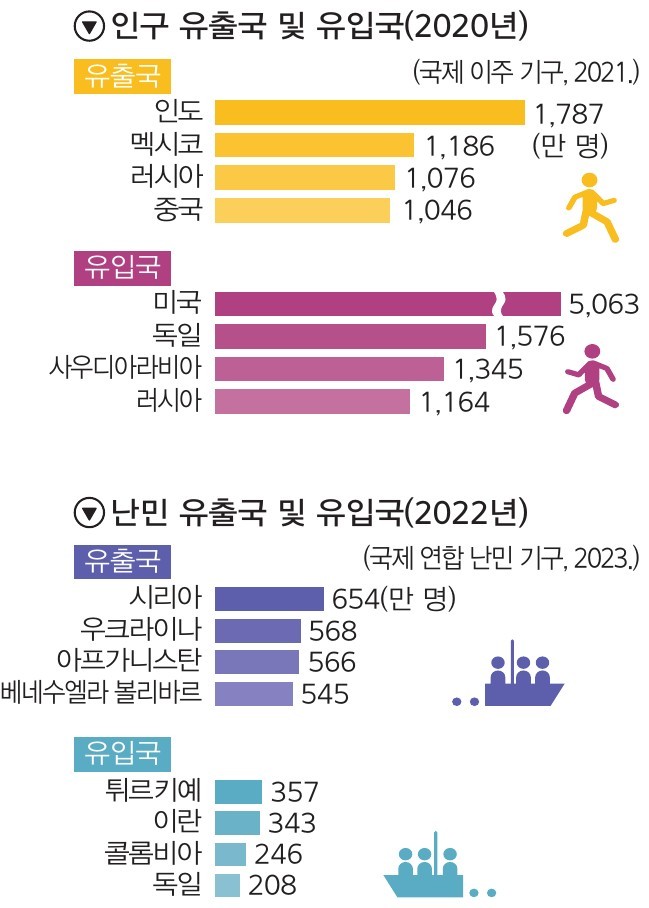 ▼ 인구 유출국 및 유입국(2020년)
유출국 (국제 이주 기구, 2021.)
인도 1,787
멕시코 1,186 (만 명)
러시아 1,076
중국 1,046
유입국
미국 5,063
독일 1,576
사우디아라비아 1,345
러시아 1,164
▼ 난민 유출국 및 유입국(2022년)
유출국 (국제 연합 난민 기구, 2023.)
시리아 654(만 명)
우크라이나 568
아프가니스탄 566
베네수엘라 볼리바르 545
유입국
튀르키예 357
이란 343
콜롬비아 246
독일 208